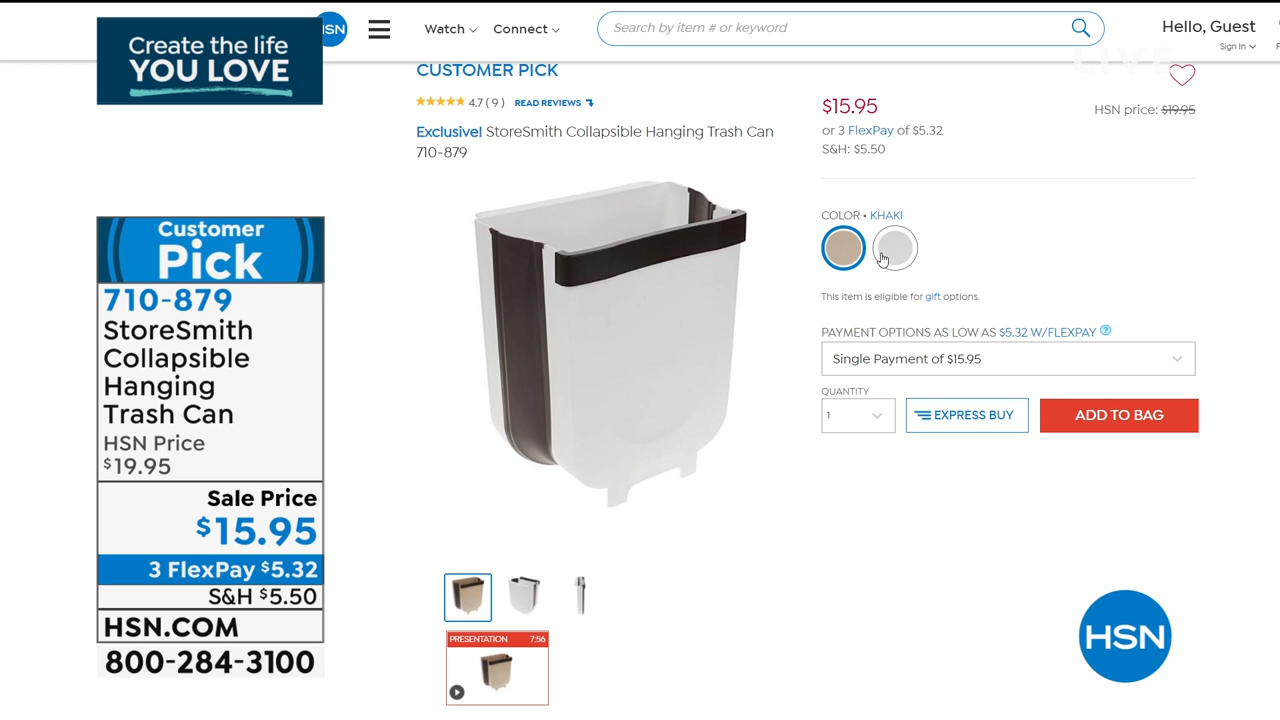 Create the life
YOU LOVE
HSN
Watch
Connect
Search by item # or keyword
Hello, Guest
Sign In
LIVE
CUSTOMER PICK
4.7 ( 9 ) READ REVIEWS
Exclusive! StoreSmith Collapsible Hanging Trash Can
710-879
$15.95
HSN price: $19.95
or 3 FlexPay of $5.32
S&H: $5.50
COLOR • KHAKI
This item is eligible for gift options.
PAYMENT OPTIONS AS LOW AS $5.32 W/FLEXPAY ?
Single Payment of $15.95
QUANTITY
1
EXPRESS BUY
ADD TO BAG
Customer
Pick
710-879
StoreSmith
Collapsible
Hanging
Trash Can
HSN Price
$19.95
Sale Price
$15.95
3 FlexPay $5.32
S&H $5.50
HSN.COM
800-284-3100
PRESENTATION 7:56
HSN